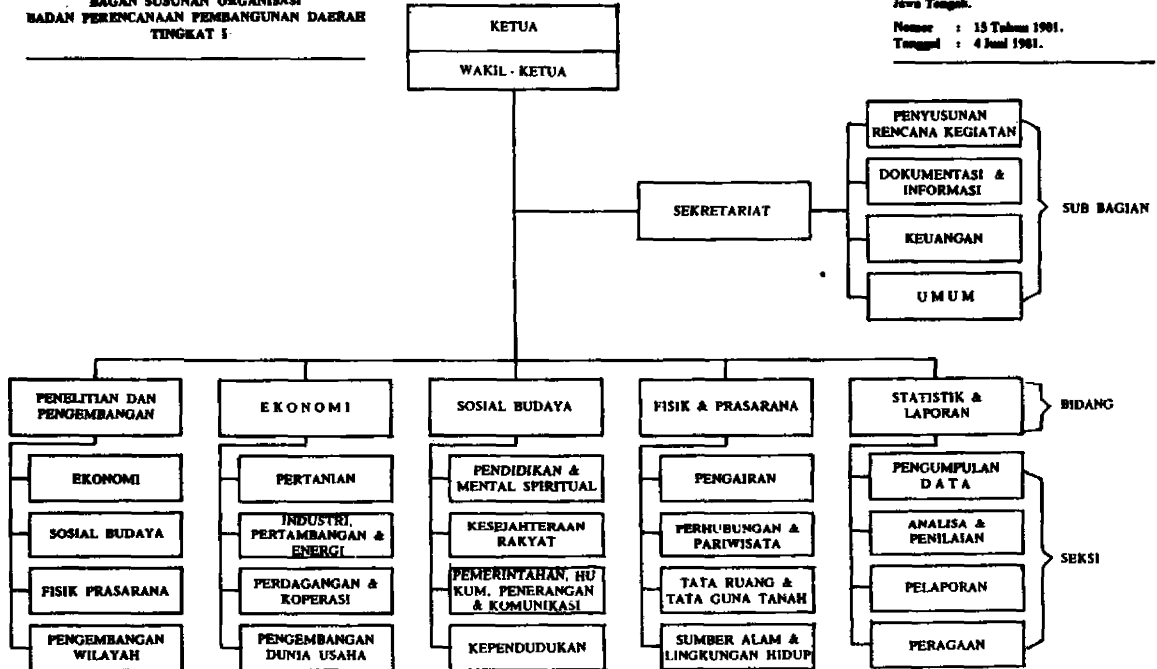 BAGAN SUSUNAN ORGANISASI
BADAN PERENCANAAN PEMBANGUNAN DAERAH
TINGKAT I
Jawa Tengah.
Nomor : 15 Tahun 1981.
Tanggal : 4 Juni 1981.
KETUA
WAKIL - KETUA
SEKRETARIAT
PENYUSUNAN
RENCANA KEGIATAN
DOKUMENTASI &
INFORMASI
KEUANGAN
UMUM
SUB BAGIAN
PENELITIAN DAN
PENGEMBANGAN
EKONOMI
SOSIAL BUDAYA
FISIK & PRASARANA
STATISTIK &
LAPORAN
BIDANG
EKONOMI
SOSIAL BUDAYA
FISIK PRASARANA
PENGEMBANGAN
WILAYAH
PERTANIAN
INDUSTRI,
PERTAMBANGAN &
ENERGI
PERDAGANGAN &
KOPERASI
PENGEMBANGAN
DUNIA USAHA
PENDIDIKAN &
MENTAL SPIRITUAL
KESEJAHTERAAN
RAKYAT
PEMERINTAHAN, HU
KUM, PENERANGAN
& KOMUNIKASI
KEPENDUDUKAN
PENGAIRAN
PERHUBUNGAN &
PARIWISATA
TATA RUANG &
TATA GUNA TANAH
SUMBER ALAM &
LINGKUNGAN HIDUP
PENGUMPULAN
DATA
ANALISA &
PENILAIAN
PELAPORAN
PERAGAAN
SEKSI